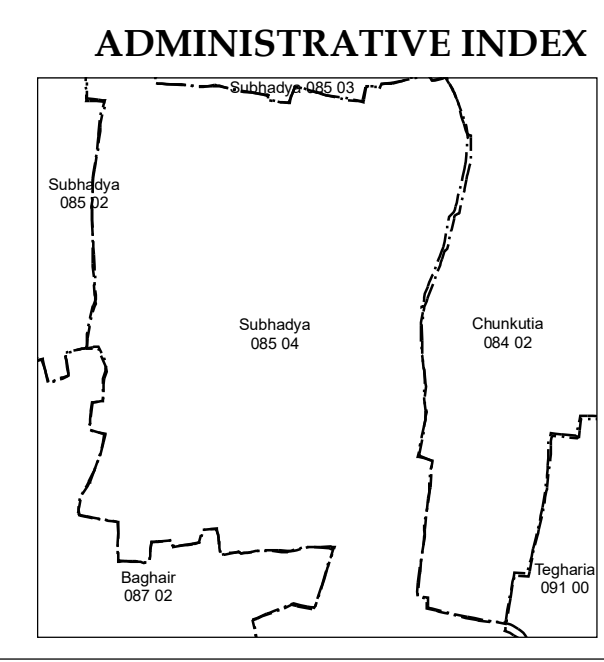 ADMINISTRATIVE INDEX
Subhadya 085 03
Subhadya
085 02
Subhadya
085 04
Chunkutia
084 02
Baghair
087 02
Tegharia
091 00